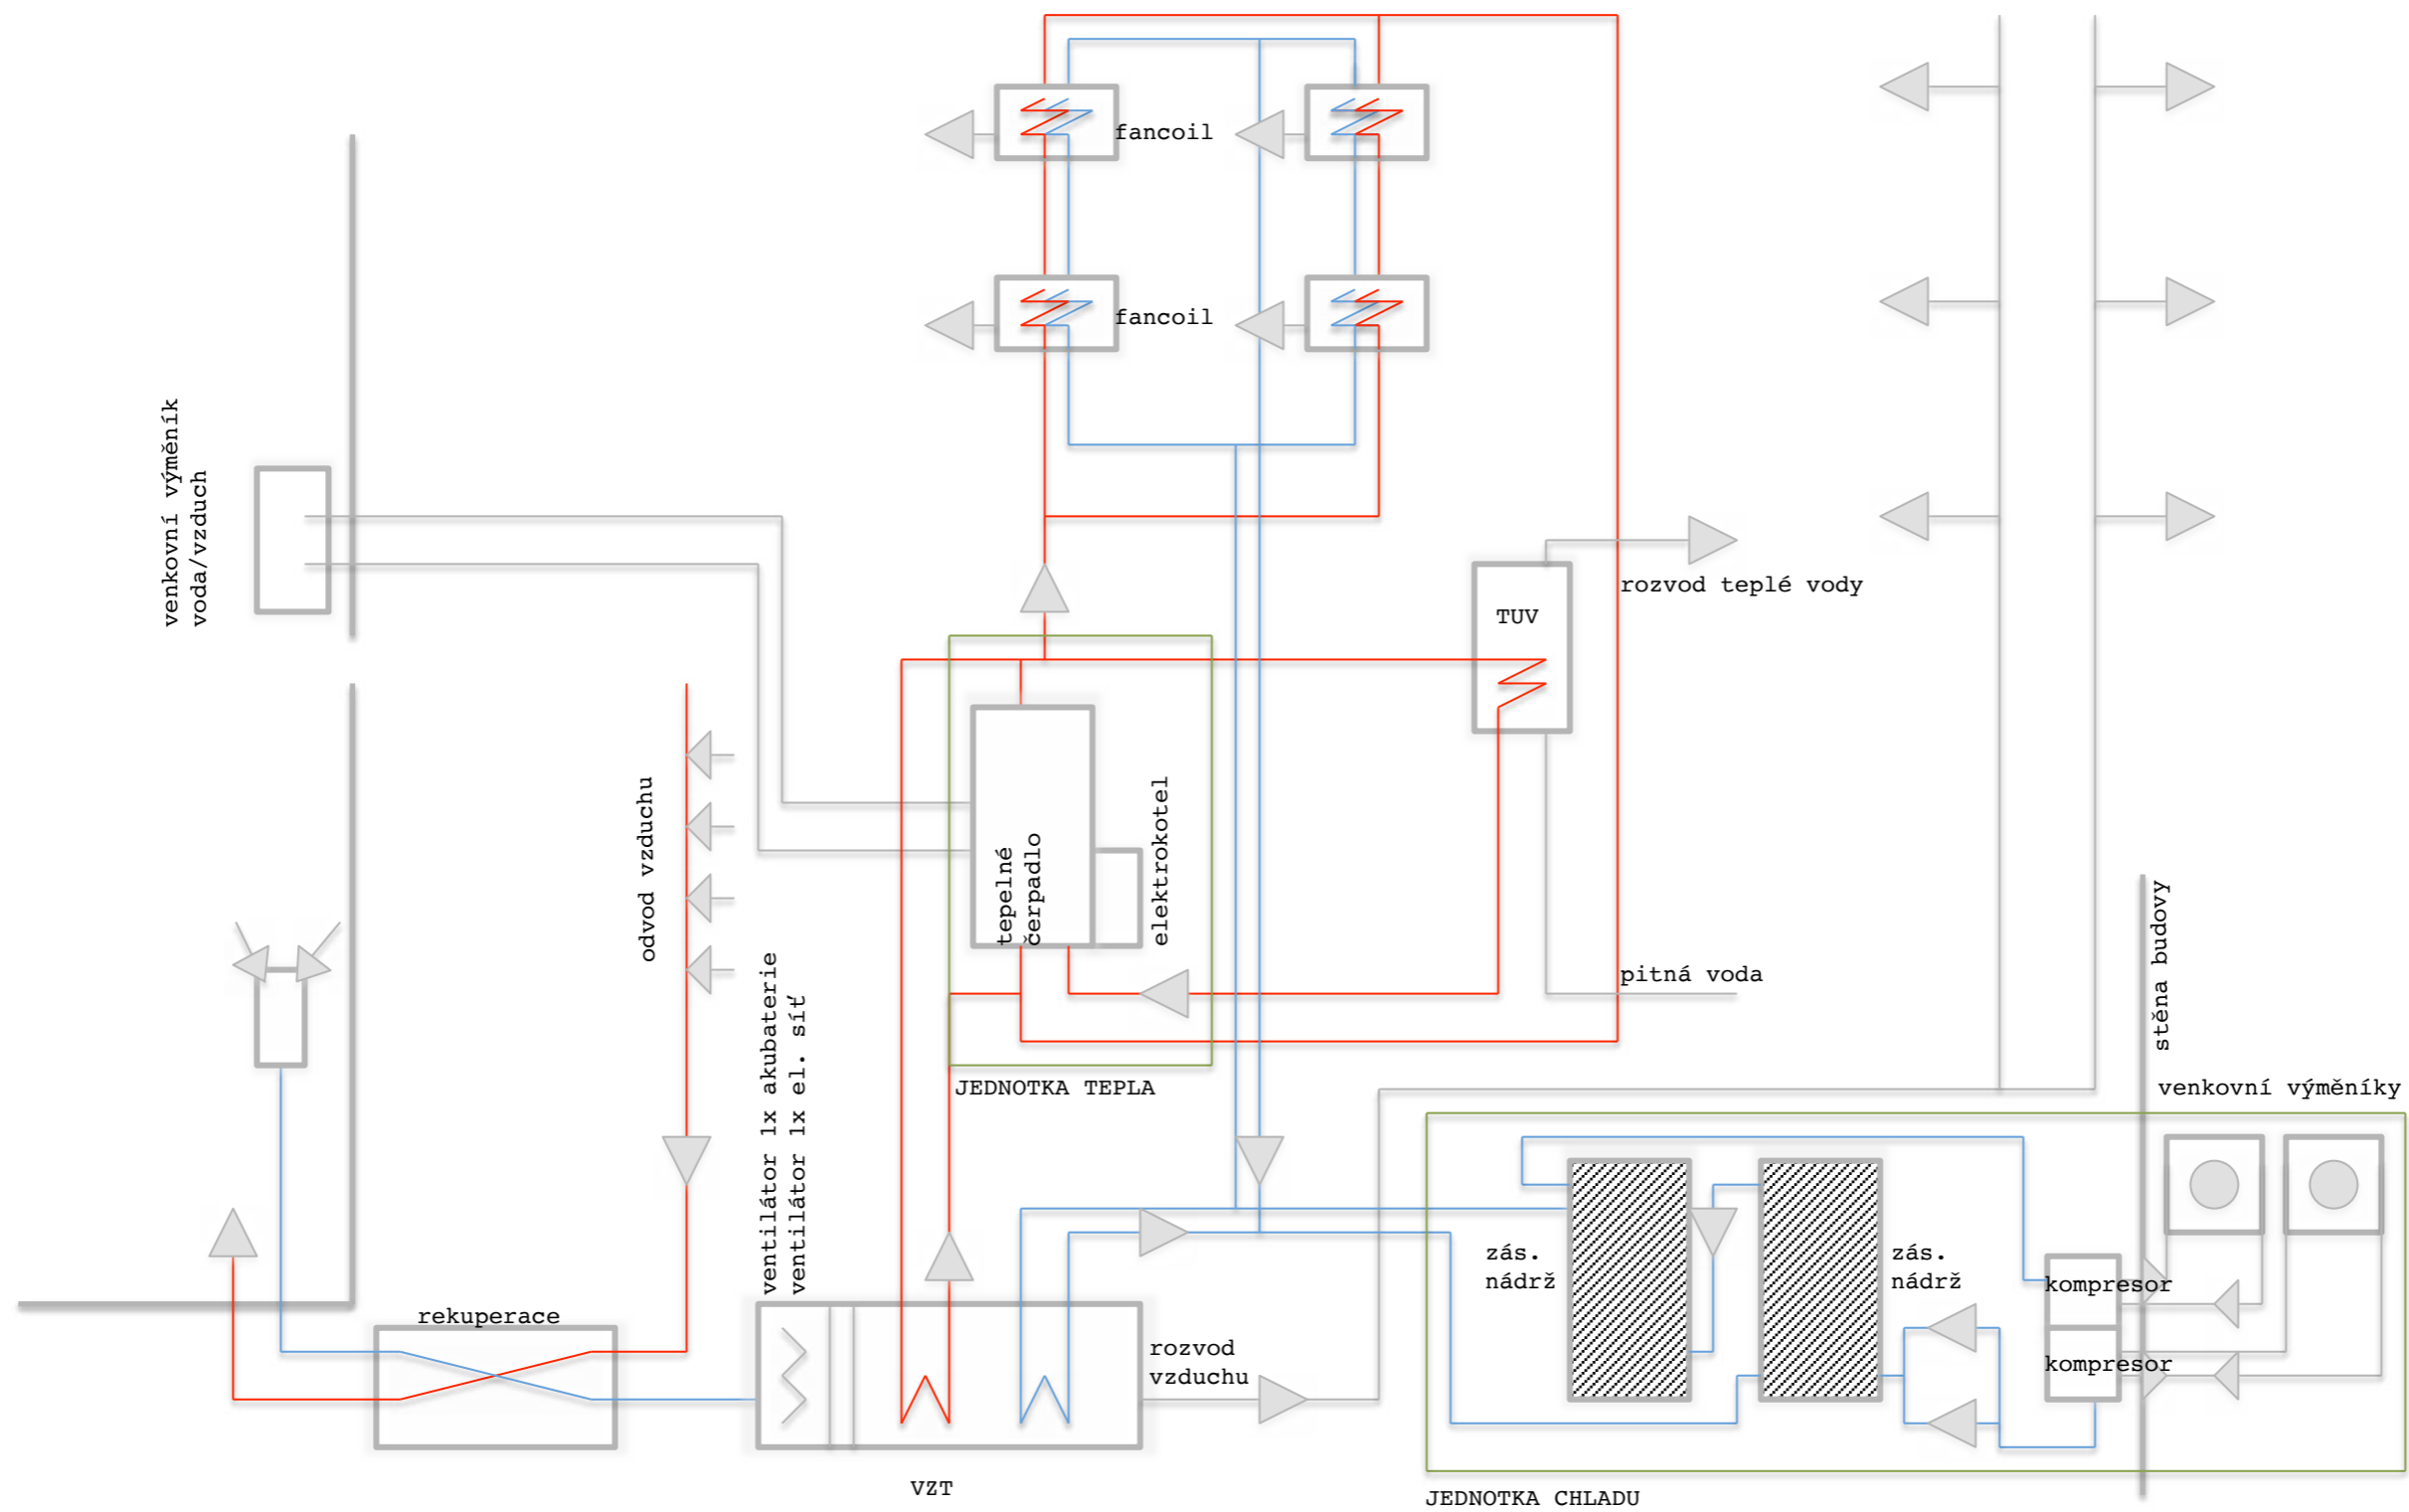 fancoil
fancoil
venkovní výměník
voda/vzduch
rozvod teplé vody
TUV
odvod vzduchu
tepelné
čerpadlo
elektrokotel
pitná voda
stěna budovy
ventilátor 1x akubaterie
ventilátor 1x el. síť
JEDNOTKA TEPLA
venkovní výměníky
zás.
nádrž
zás.
nádrž
kompresor
kompresor
rekuperace
rozvod
vzduchu
VZT
JEDNOTKA CHLADU